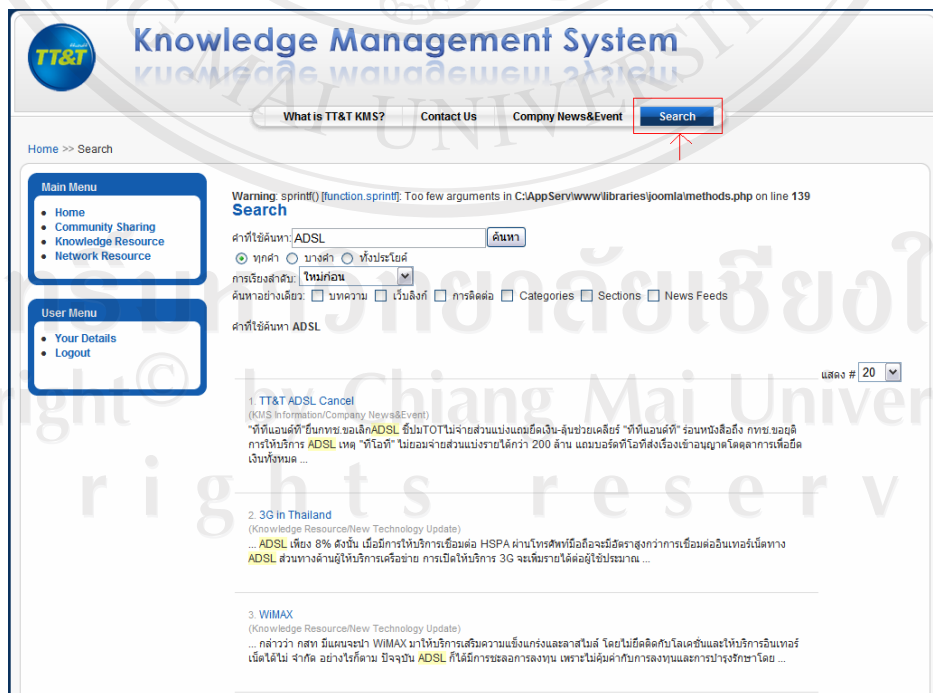 TT&T
Knowledge Management System
What is TT&T KMS? Contact Us Compny News&Event Search
Home >> Search
Main Menu
Home
Community Sharing
Knowledge Resource
Network Resource
User Menu
Your Details
Logout
Warning: sprintf() [function.sprintf]: Too few arguments in C:\AppServ\www\libraries\joomla\methods.php on line 139
Search
คำที่ใช้ค้นหา: ADSL ค้นหา
ทุกคำ บางคำ ทั้งประโยค
การเรียงลำดับ: ใหม่ก่อน
ค้นหาอย่างเดียว: บทความ เว็บลิงก์ การติดต่อ Categories Sections News Feeds
คำที่ใช้ค้นหา ADSL
แสดง # 20
1. TT&T ADSL Cancel
(KMS Information/Company News&Event)
"ทีทีแอนด์ที"ยื่นกทช.ขอเลิกADSL ชี้ปมTOTไม่จ่ายส่วนแบ่งแถมยึดเงิน-ลุ้นช่วยเคลียร์ "ทีทีแอนด์ที" ร่อนหนังสือถึง กทช.ขอยุติ
การให้บริการ ADSL เหตุ "ทีโอที" ไม่ยอมจ่ายส่วนแบ่งรายได้กว่า 200 ล้าน แถมบอร์ดทีโอทีส่งเรื่องเข้าอนุญาโตตุลาการเพื่อยึด
เงินทั้งหมด ...
2. 3G in Thailand
(Knowledge Resource/New Technology Update)
... ADSL เพียง 8% ดังนั้น เมื่อมีการให้บริการเชื่อมต่อ HSPA ผ่านโทรศัพท์มือถือจะมีอัตราสูงกว่าการเชื่อมต่ออินเทอร์เน็ตทาง
ADSL ส่วนทางด้านผู้ให้บริการเครือข่าย การเปิดให้บริการ 3G จะเพิ่มรายได้ต่อผู้ใช้ประมาณ ...
3. WiMAX
(Knowledge Resource/New Technology Update)
... กล่าวว่า กสท มีแผนจะนำ WiMAX มาให้บริการเสริมความแข็งแกร่งและลาสไมล์ โดยไม่ยึดติดกับโลเคชั่นและให้บริการอินเทอร์
เน็ตได้ไม่ จำกัด อย่างไรก็ตาม ปัจจุบัน ADSL ก็ได้มีการชะลอการลงทุน เพราะไม่คุ้มค่ากับการลงทุนและการบำรุงรักษาโดย ...
MAI UNIVERSI
right© by Chiang Mai Univer
rights reserv